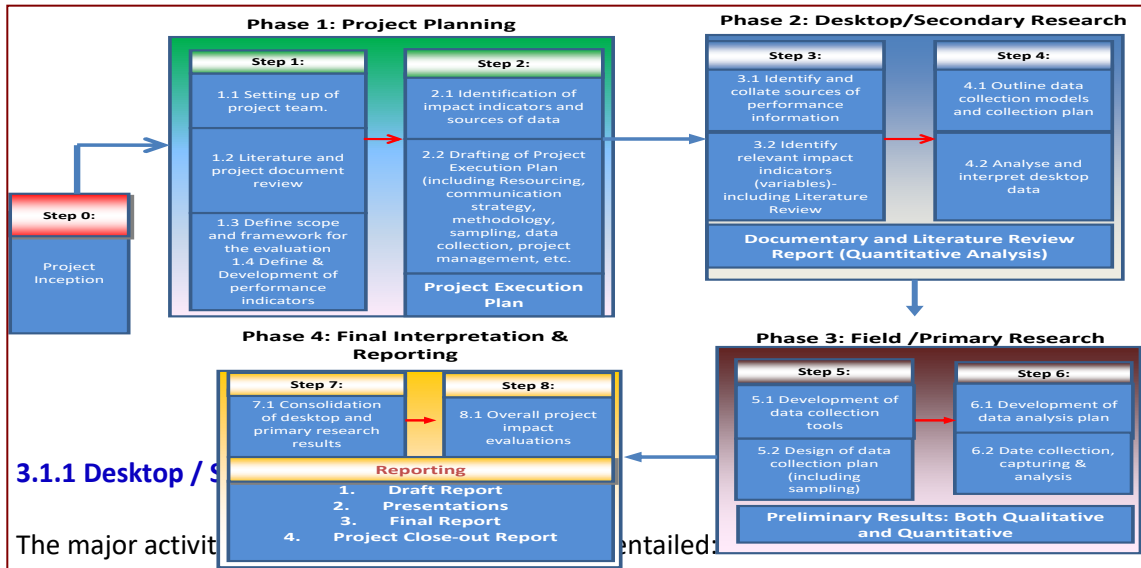 Phase 1: Project Planning
Step 0:
Project
Inception
Step 1:
1.1 Setting up of
project team.
1.2 Literature and
project document
review
1.3 Define scope
and framework for
the evaluation
1.4 Define &
Development of
performance
indicators
Step 2:
2.1 Identification of
impact indicators and
sources of data
2.2 Drafting of Project
Execution Plan
(including Resourcing,
communication
strategy,
methodology,
sampling, data
collection, project
management, etc.
Project Execution
Plan
Phase 2: Desktop/Secondary Research
Step 3:
3.1 Identify and
collate sources of
performance
information
3.2 Identify
relevant impact
indicators
(variables)-
including Literature
Review
Step 4:
4.1 Outline data
collection models
and collection plan
4.2 Analyse and
interpret desktop
data
Documentary and Literature Review
Report (Quantitative Analysis)
Phase 3: Field /Primary Research
Step 5:
5.1 Development of
data collection
tools
5.2 Design of data
collection plan
(including
sampling)
Step 6:
6.1 Development of
data analysis plan
6.2 Date collection,
capturing &
analysis
Preliminary Results: Both Qualitative
and Quantitative
Phase 4: Final Interpretation &
Reporting
Step 7:
7.1 Consolidation
of desktop and
primary research
results
Step 8:
8.1 Overall project
impact
evaluations
Reporting
1. Draft Report
2. Presentations
3. Final Report
4. Project Close-out Report
3.1.1 Desktop /
The major entailed: